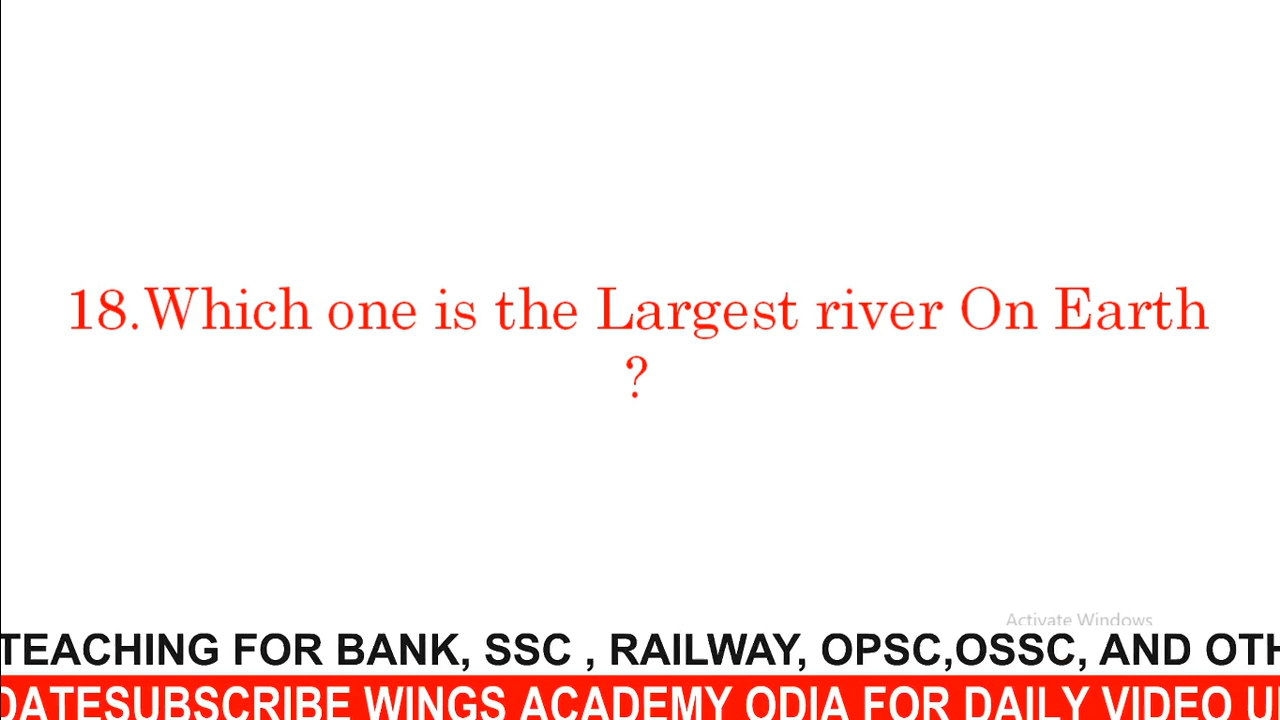 18.Which one is the Largest river On Earth
?
Activate Windows
TEACHING FOR BANK, SSC , RAILWAY, OPSC,OSSC, AND OTH
DATESUBSCRIBE WINGS ACADEMY ODIA FOR DAILY VIDEO U